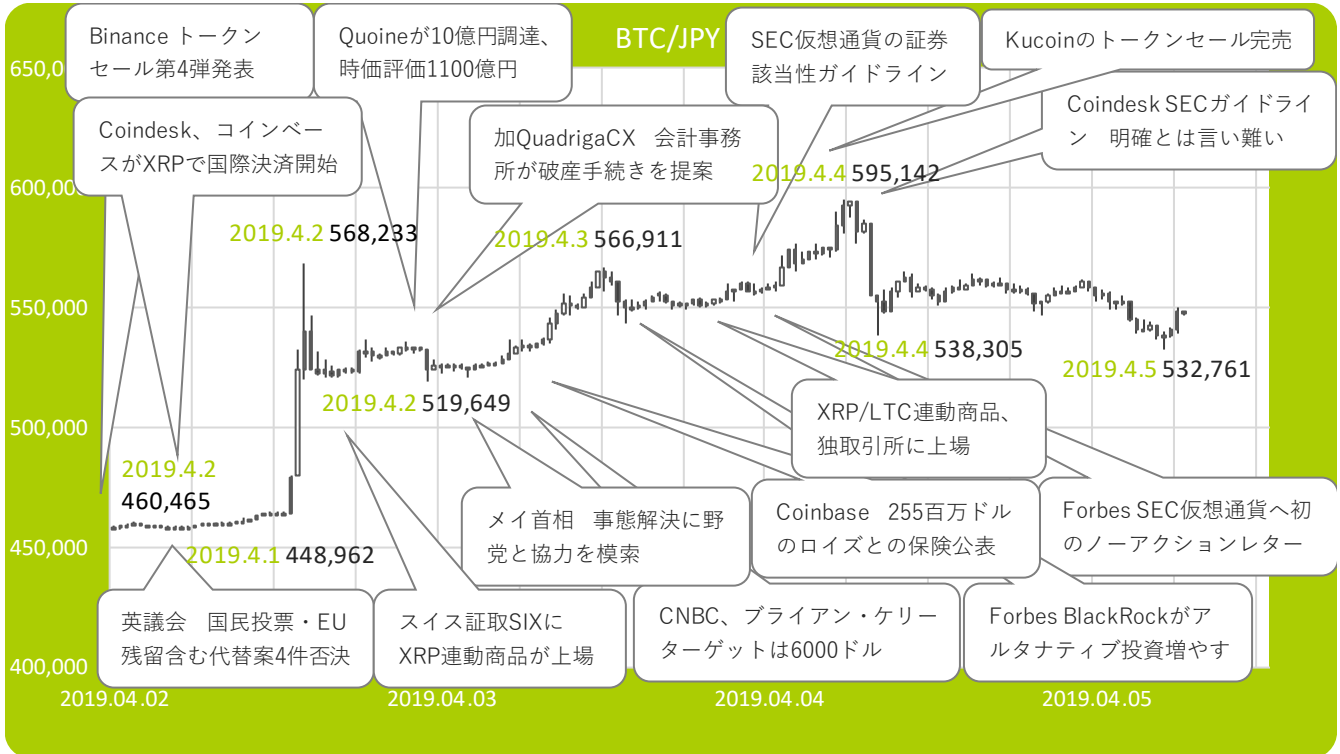 BTC/JPY
Binance トークン
セール第4弾発表
Quoineが10億円調達、
時価評価1100億円
SEC仮想通貨の証券
該当性ガイドライン
Kucoinのトークンセール完売
Coindesk、コインベー
スがXRPで国際決済開始
加QuadrigaCX　会計事務
所が破産手続きを提案
Coindesk SECガイドライ
ン　明確とは言い難い
650,000
600,000
550,000
500,000
450,000
400,000
2019.4.2 568,233
2019.4.3 566,911
2019.4.4 595,142
2019.4.2
460,465
2019.4.1 448,962
2019.4.2 519,649
2019.4.4 538,305
2019.4.5 532,761
XRP/LTC連動商品、
独取引所に上場
メイ首相　事態解決に野
党と協力を模索
Coinbase　255百万ドル
のロイズとの保険公表
Forbes SEC仮想通貨へ初
のノーアクションレター
英議会　国民投票・EU
残留含む代替案4件否決
スイス証取SIXに
XRP連動商品が上場
CNBC、ブライアン・ケリー
ターゲットは6000ドル
Forbes BlackRockがア
ルタナティブ投資増やす
2019.04.02
2019.04.03
2019.04.04
2019.04.05